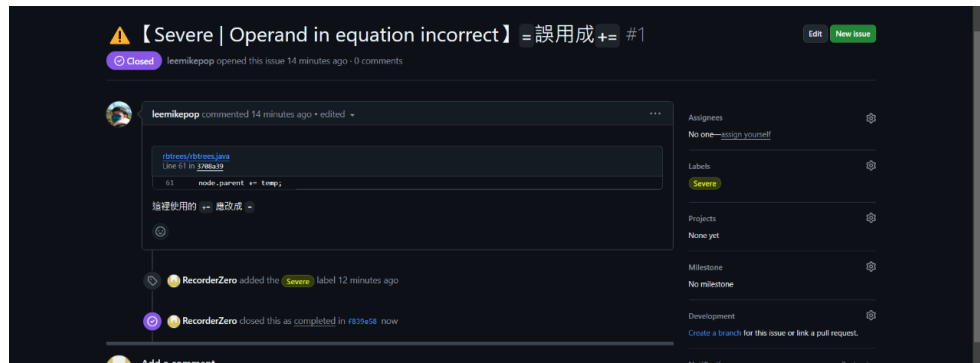 ⚠【Severe | Operand in equation incorrect】=誤用成+= #1
Edit
New issue
Closed leemikepop opened this issue 14 minutes ago · 0 comments
leemikepop commented 14 minutes ago • edited
rbtrees/rbtrees.java
Line 61 in 3708a39
61 node.parent += temp;
這裡使用的 += 應改成 =
RecorderZero added the Severe label 12 minutes ago
RecorderZero closed this as completed in f839e58 now
Add a comment
Assignees
No one—assign yourself
Labels
Severe
Projects
None yet
Milestone
No milestone
Development
Create a branch for this issue or link a pull request.